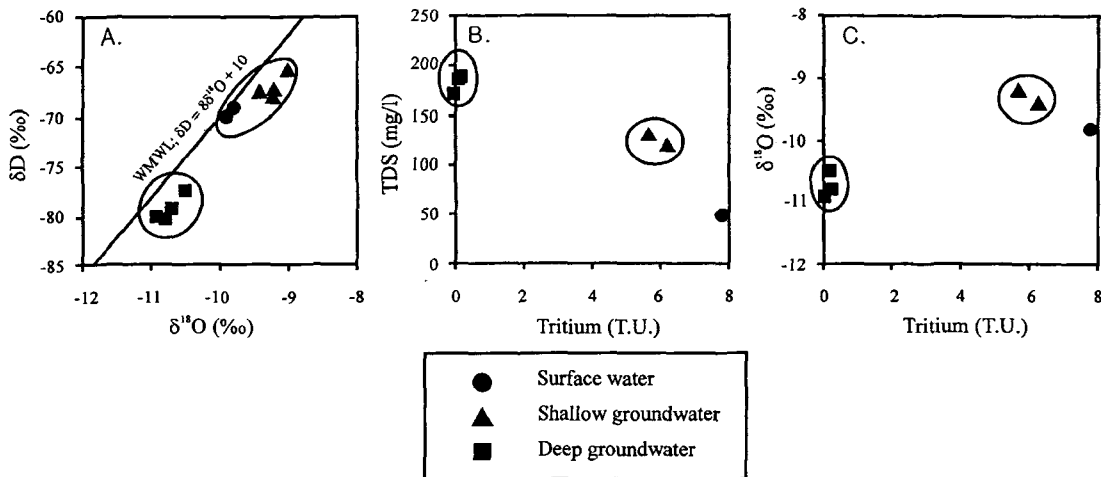 A.
-60
-65
-70
-75
-80
-85
δD (‰)
WMWL; δD = 8δ¹⁸O + 10
-12 -11 -10 -9 -8
δ¹⁸O (‰)
B.
250
200
150
100
50
0
TDS (mg/l)
0 2 4 6 8
Tritium (T.U.)
C.
-8
-9
-10
-11
-12
δ¹⁸O (‰)
0 2 4 6 8
Tritium (T.U.)
Surface water
Shallow groundwater
Deep groundwater